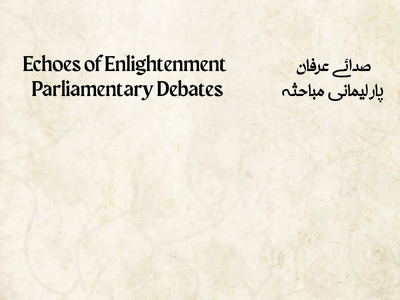 Echoes of Enlightenment
Parliamentary Debates
صدائے عرفان
پارلیمانی مباحثہ